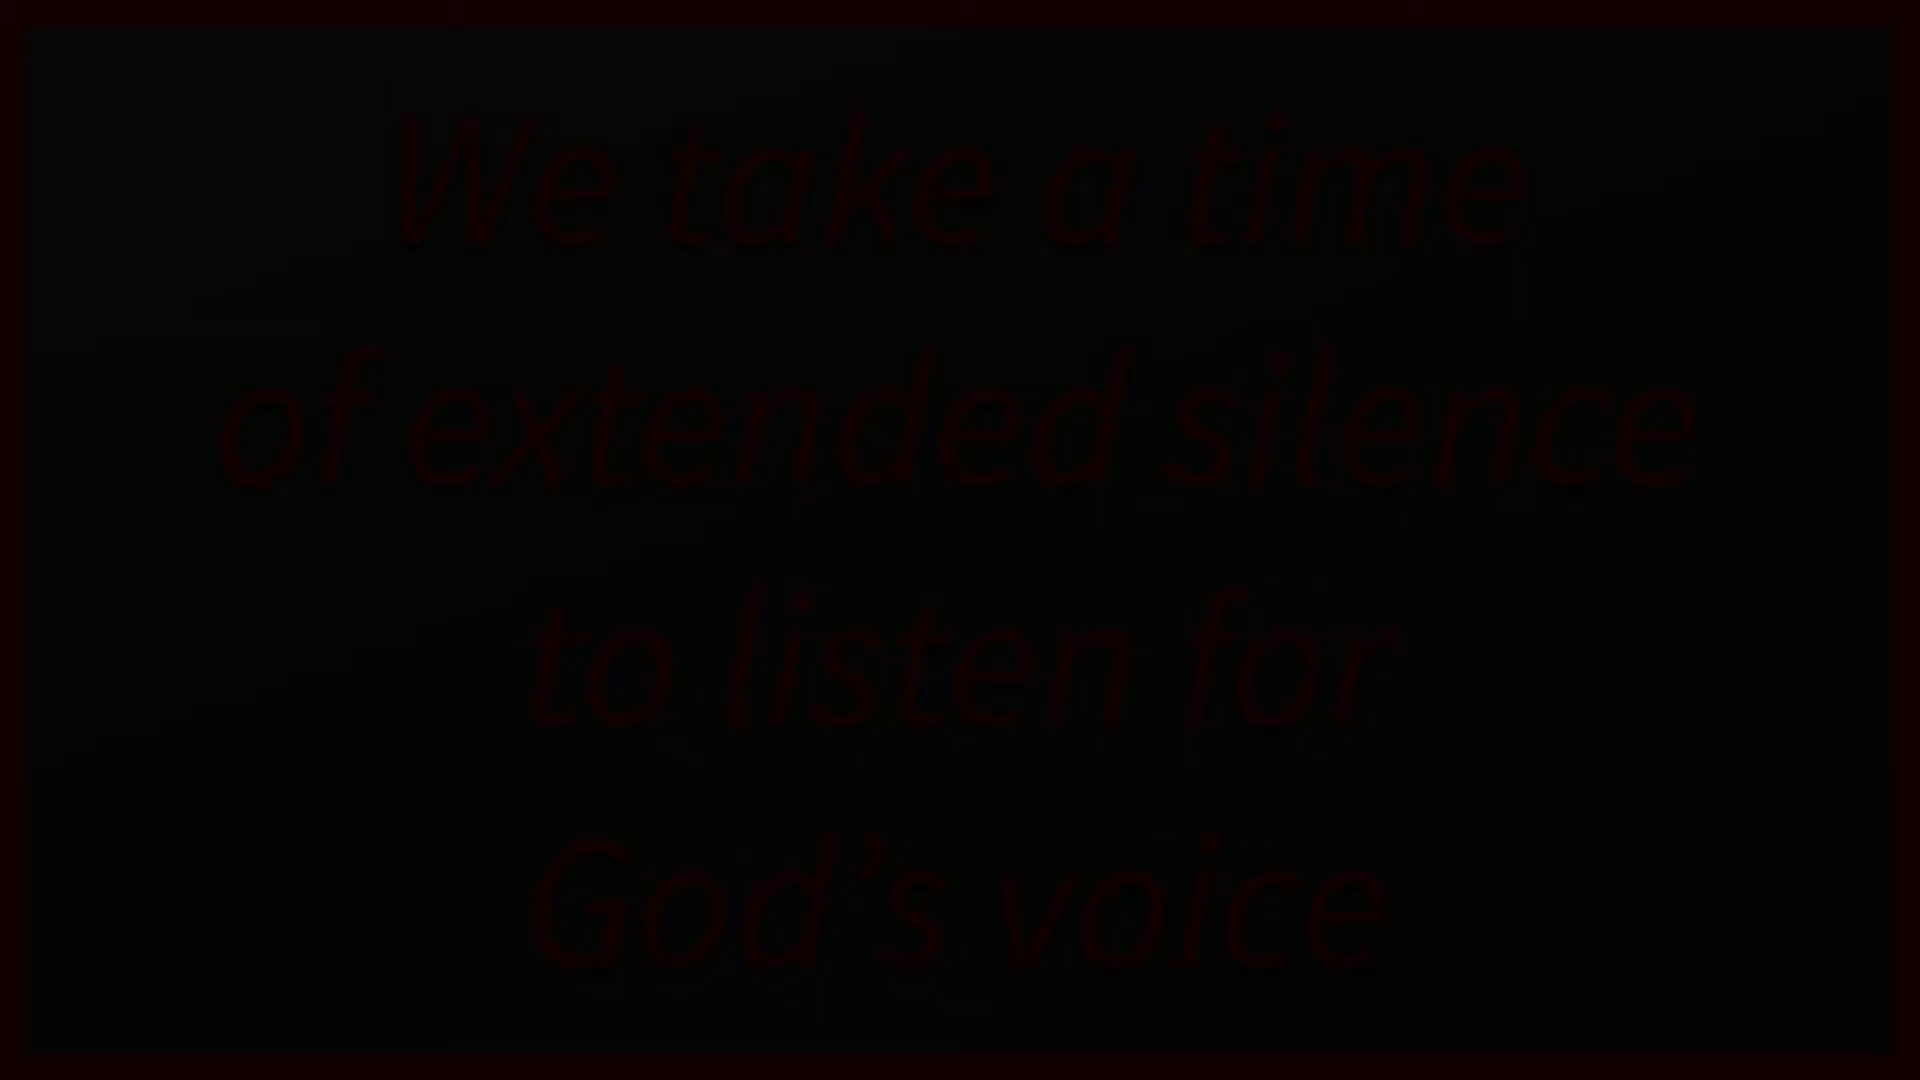 We take a time
of extended silence
to listen for
God’s voice